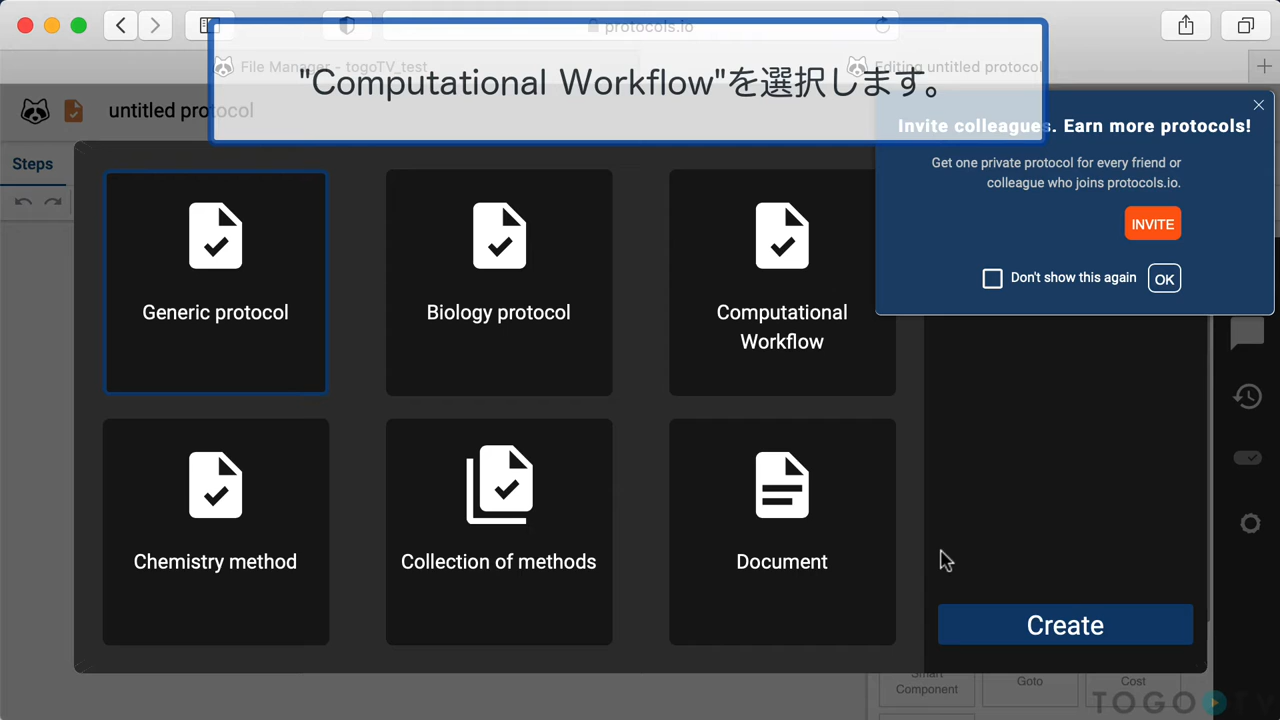 protocols.io
File Manager - togoTV_test
Editing untitled protocol
"Computational Workflow"を選択します。
untitled protocol
Invite colleagues. Earn more protocols!
Get one private protocol for every friend or
colleague who joins protocols.io.
INVITE
Don't show this again
OK
Steps
Generic protocol
Biology protocol
Computational
Workflow
Chemistry method
Collection of methods
Document
Create
Smart
Component
Goto
Cost
TOGO TV